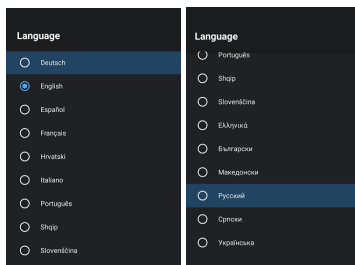 Language
Deutsch
English
Español
Français
Hrvatski
Italiano
Português
Shqip
Slovenščina
Language
Português
Shqip
Slovenščina
Ελληνικά
Български
Македонски
Русский
Српски
Українська